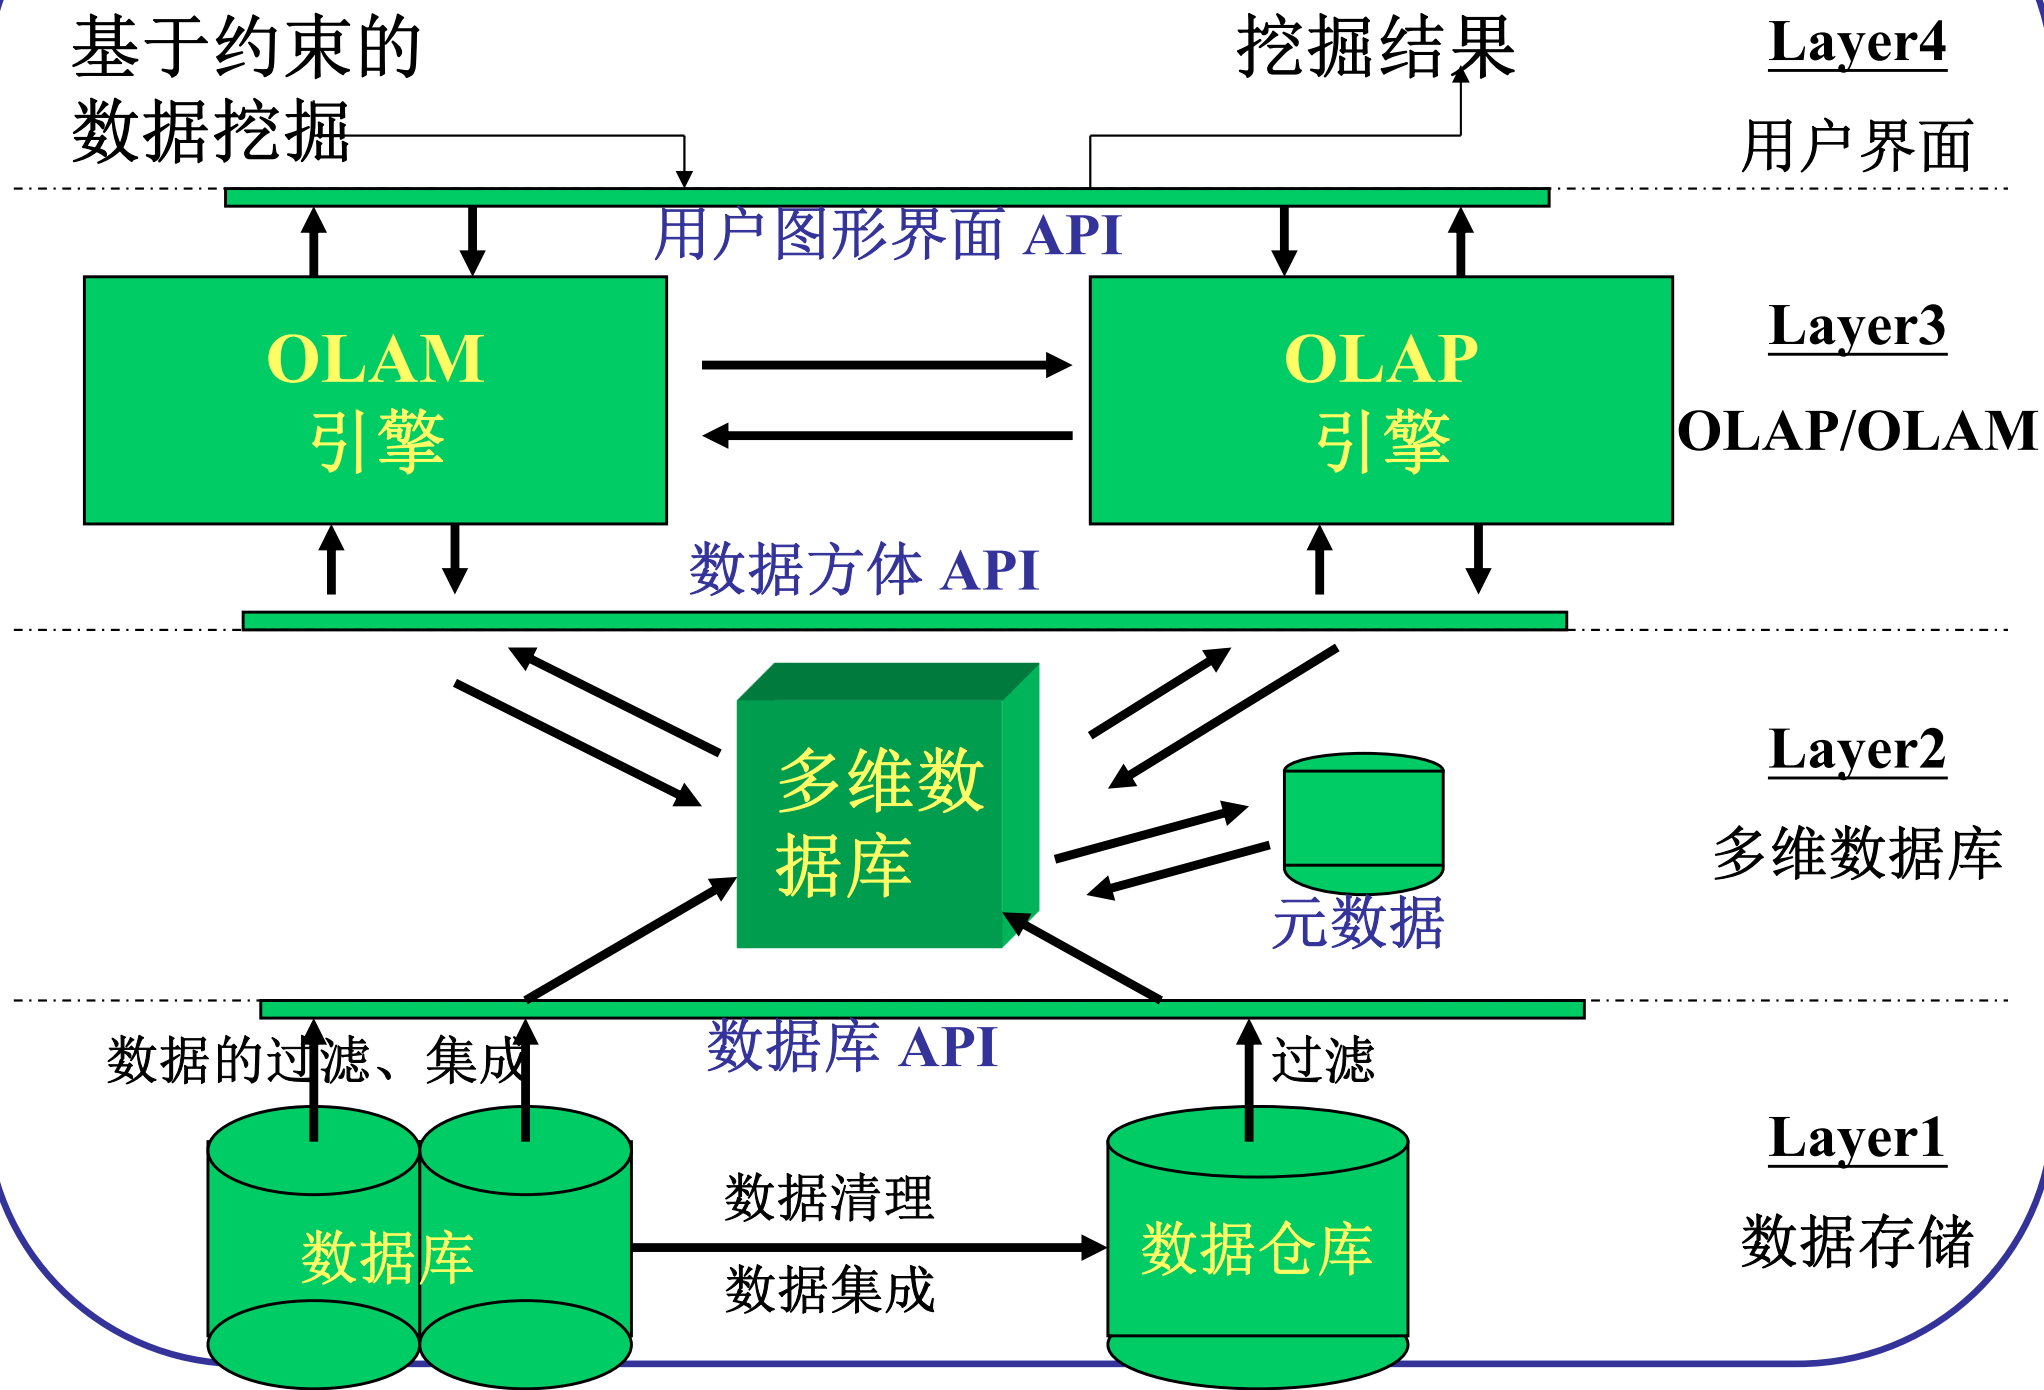 基于约束的
数据挖掘
挖掘结果
Layer4
用户界面
用户图形界面 API
OLAM
引擎
OLAP
引擎
Layer3
OLAP/OLAM
数据方体 API
多维数
据库
元数据
Layer2
多维数据库
数据的过滤、集成
数据库 API
过滤
数据库
数据清理
数据集成
数据仓库
Layer1
数据存储